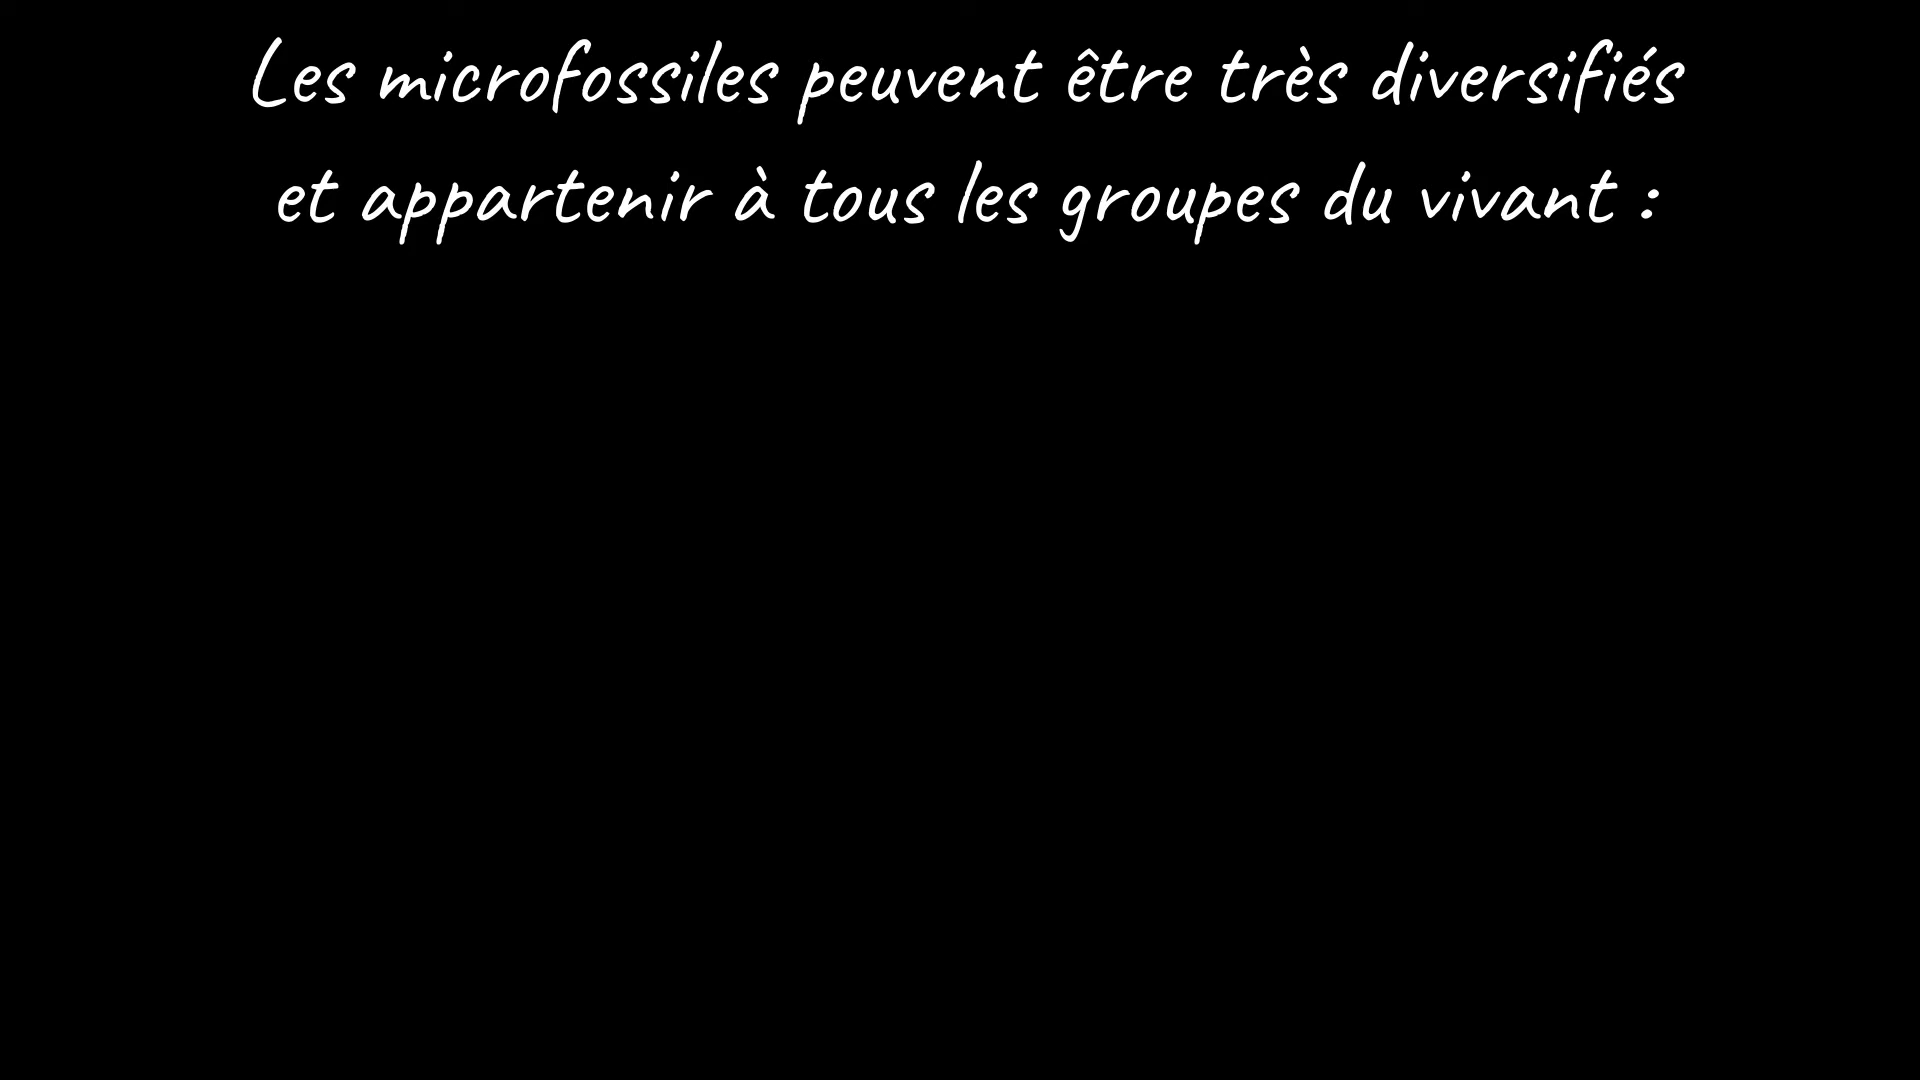 Les microfossiles peuvent être très diversifiés
et appartenir à tous les groupes du vivant :